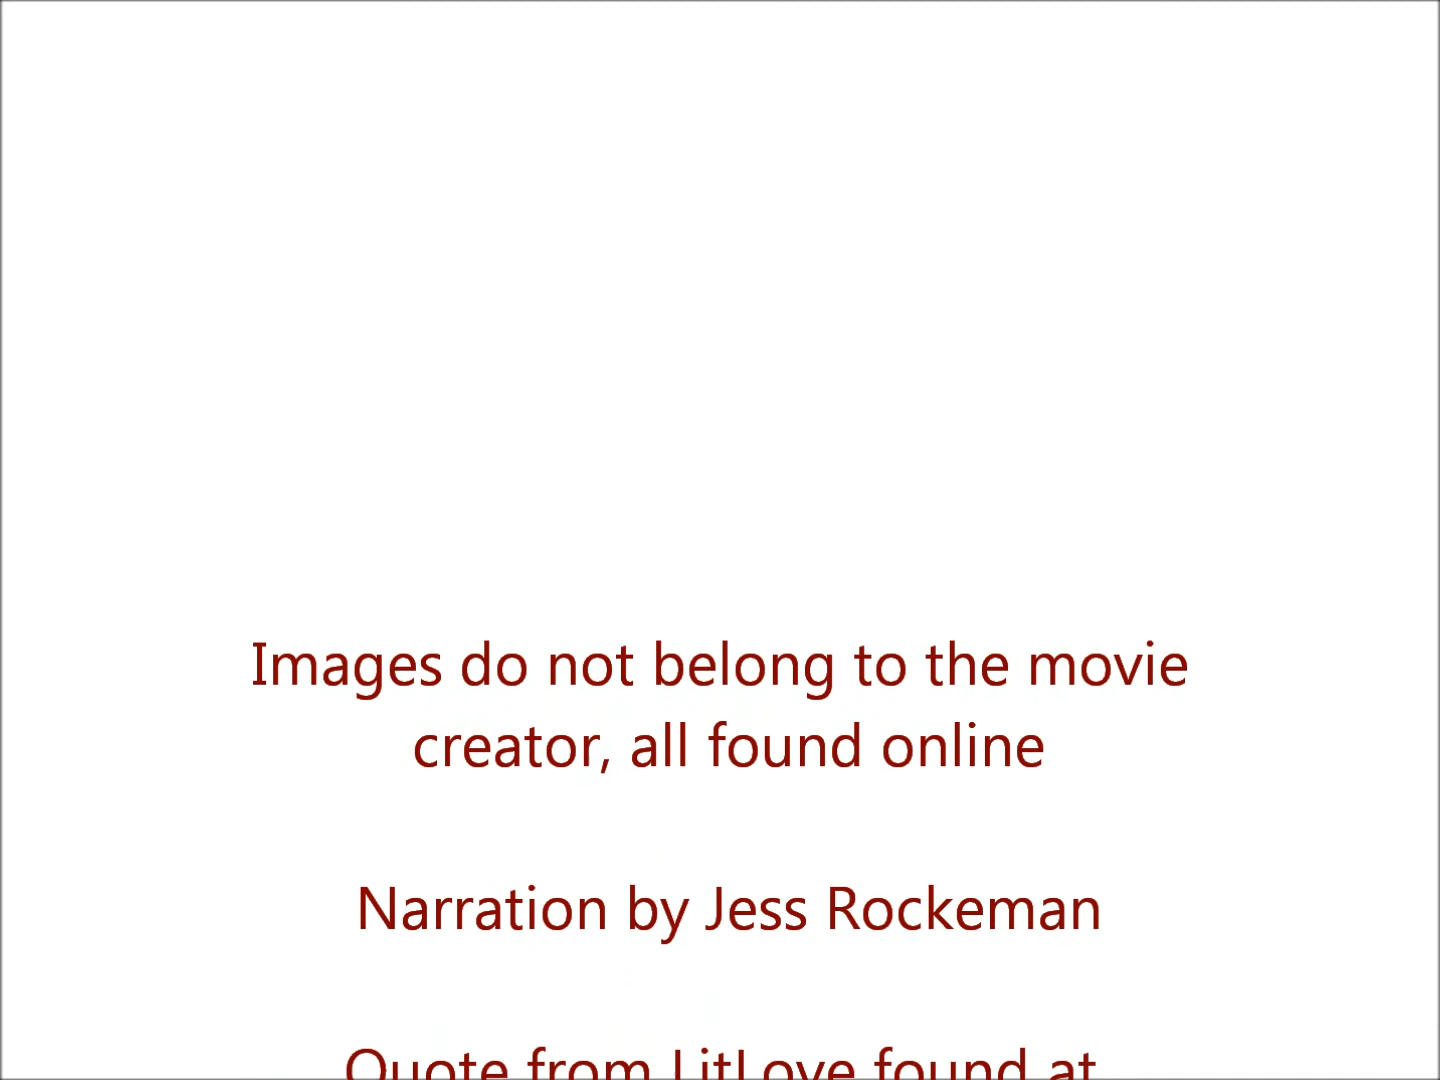 Images do not belong to the movie
creator, all found online
Narration by Jess Rockeman
Quote from LitLove found at